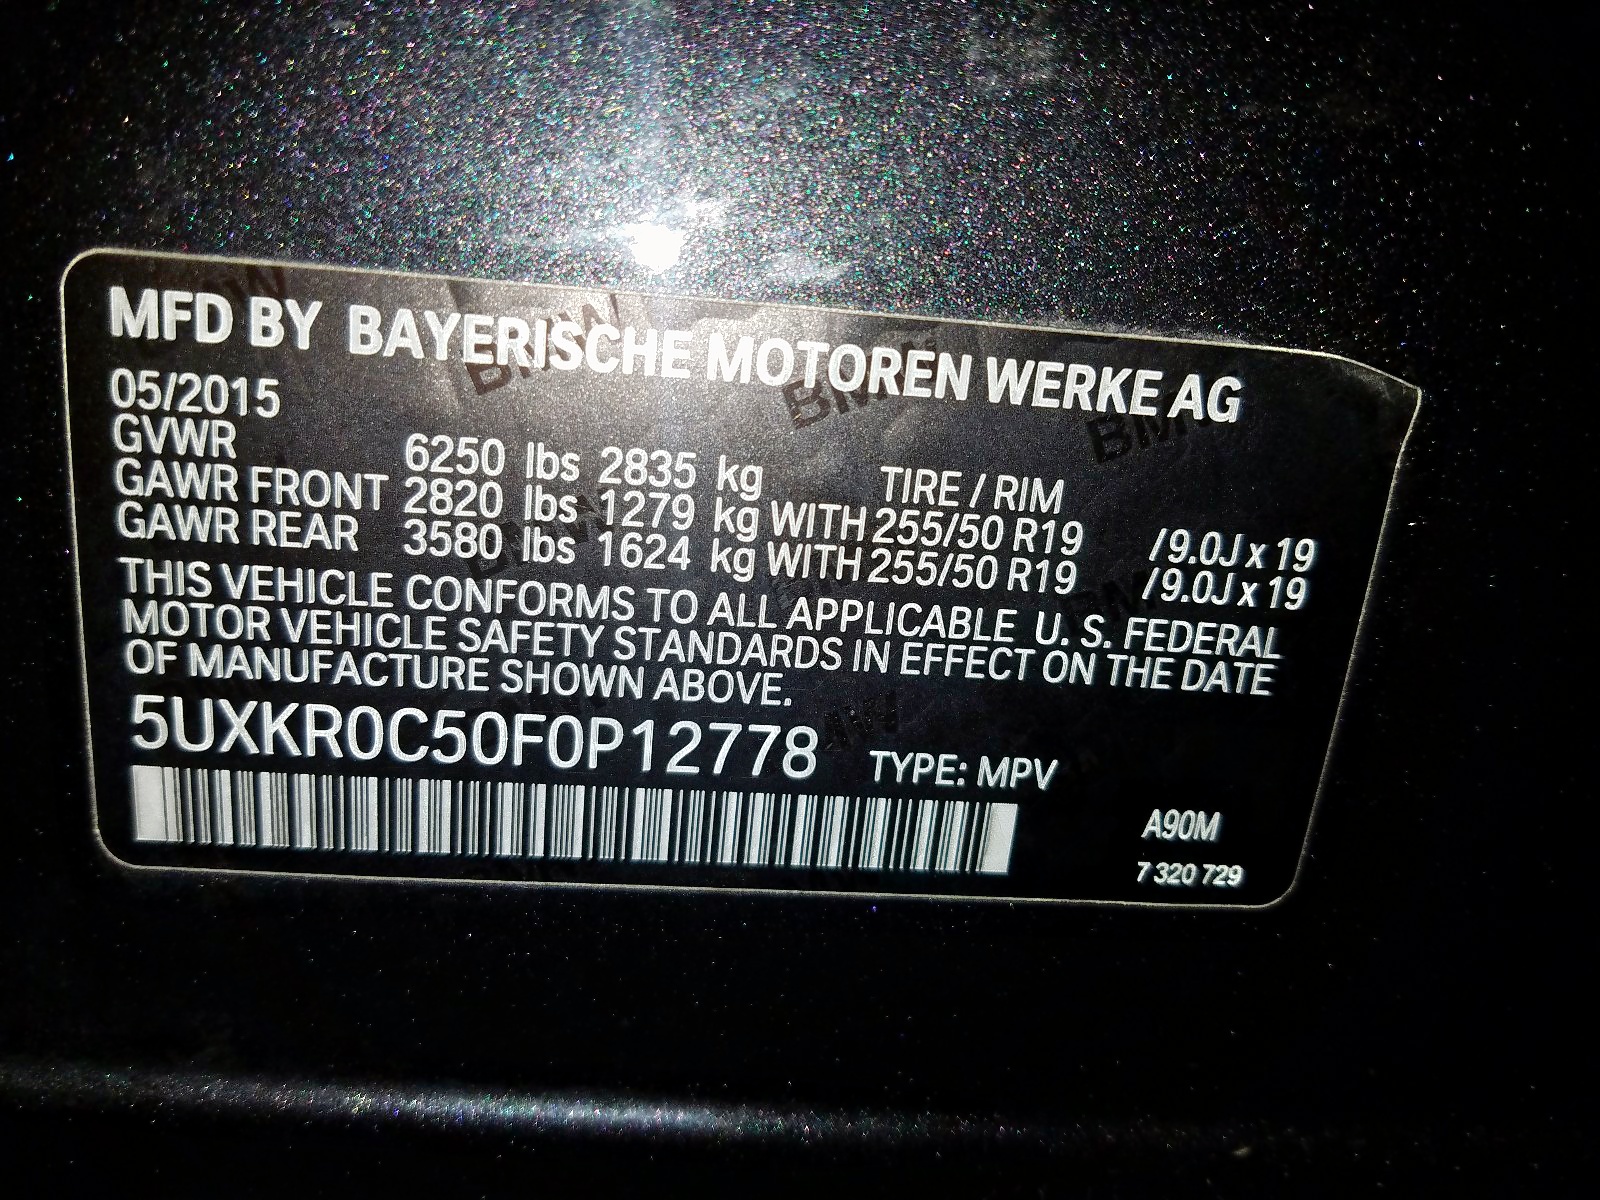 MFD BY BAYERISCHE MOTOREN WERKE AG
05/2015
GVWR 6250 lbs 2835 kg TIRE / RIM
GAWR FRONT 2820 lbs 1279 kg WITH 255/50 R19 /9.0J x 19
GAWR REAR 3580 lbs 1624 kg WITH 255/50 R19 /9.0J x 19
THIS VEHICLE CONFORMS TO ALL APPLICABLE U. S. FEDERAL
MOTOR VEHICLE SAFETY STANDARDS IN EFFECT ON THE DATE
OF MANUFACTURE SHOWN ABOVE.
5UXKR0C50F0P12778 TYPE: MPV
A90M
7 320 729